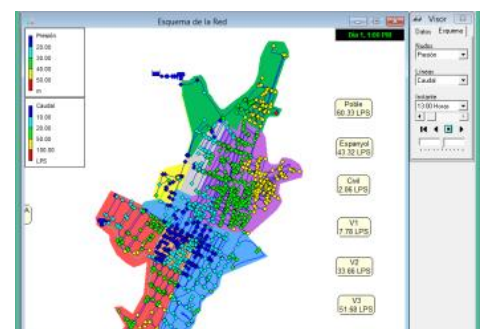 Esquema de la Red
Presión
20.00
30.00
40.00
50.00
m
Caudal
10.00
20.00
50.00
100.00
LPS
A
Día 1, 1:00 PM
Poble
60.33 LPS
Espanyol
43.32 LPS
Civil
2.06 LPS
V1
7.78 LPS
V2
33.66 LPS
V3
51.68 LPS
Visor
Datos Esquema
Nudos
Presión
Líneas
Caudal
Instante
13:00 Horas